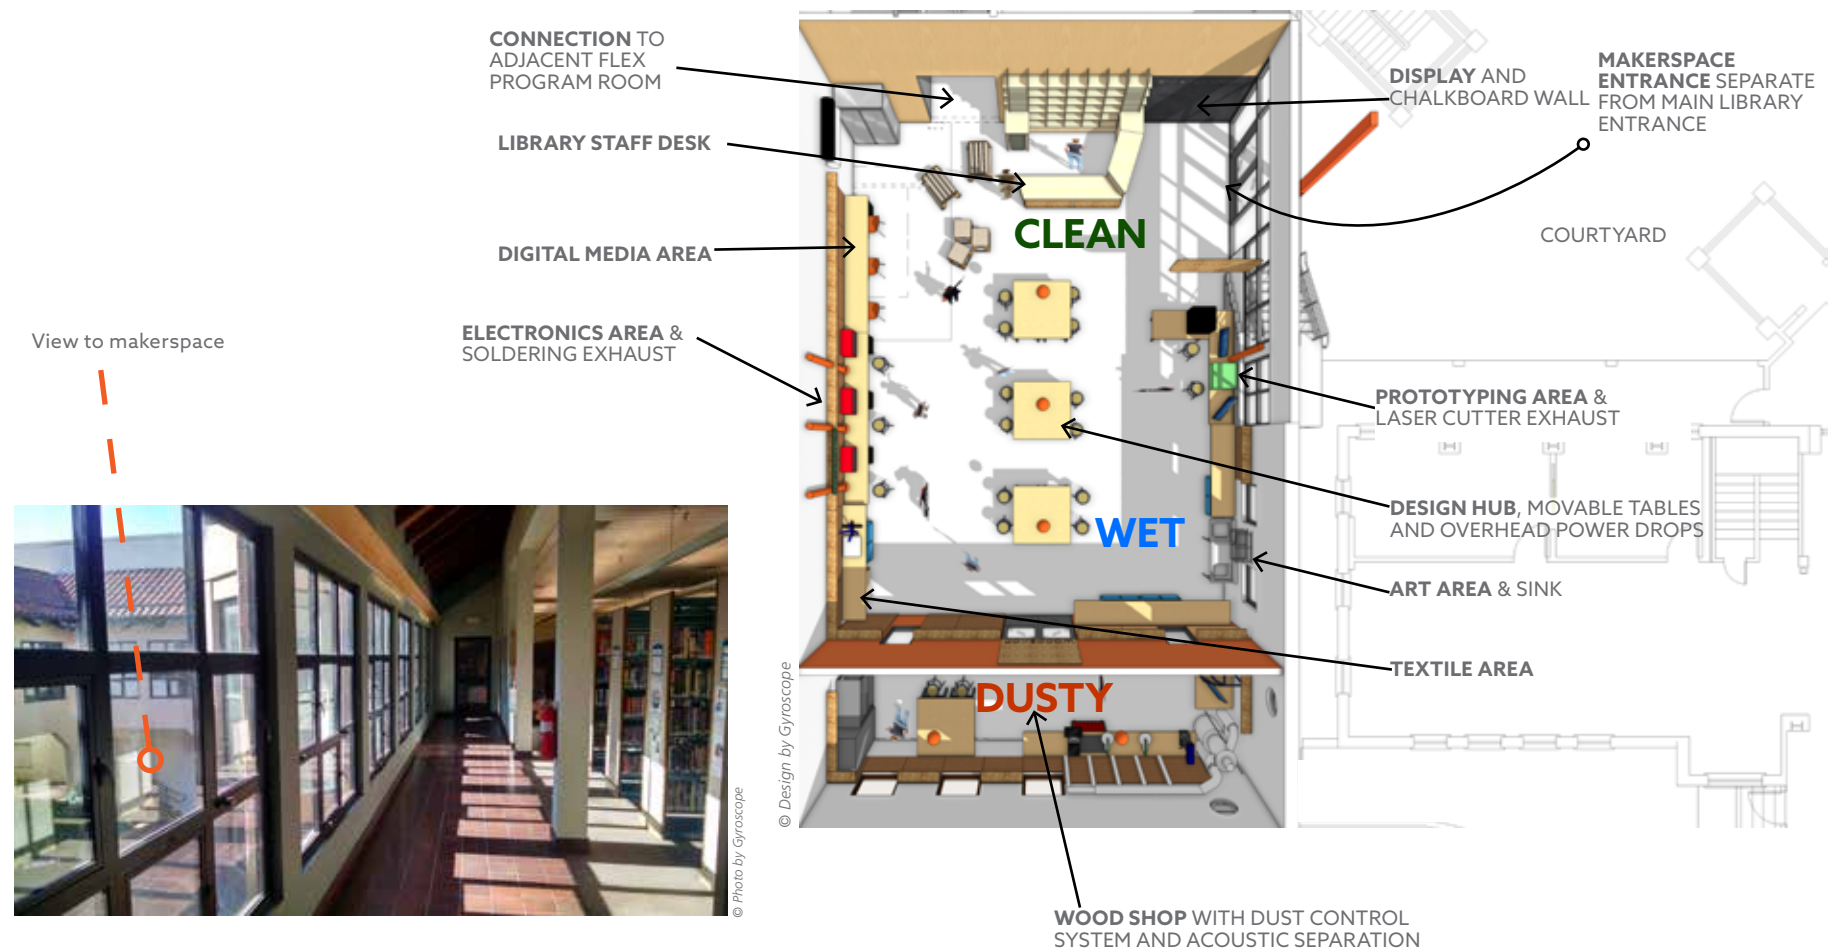 CONNECTION TO
ADJACENT FLEX
PROGRAM ROOM
LIBRARY STAFF DESK
DIGITAL MEDIA AREA
ELECTRONICS AREA &
SOLDERING EXHAUST
View to makerspace
© Photo by Gyroscope
© Design by Gyroscope
CLEAN
WET
DUSTY
DISPLAY AND
CHALKBOARD WALL
MAKERSPACE
ENTRANCE SEPARATE
FROM MAIN LIBRARY
ENTRANCE
COURTYARD
PROTOTYPING AREA &
LASER CUTTER EXHAUST
DESIGN HUB, MOVABLE TABLES
AND OVERHEAD POWER DROPS
ART AREA & SINK
TEXTILE AREA
WOOD SHOP WITH DUST CONTROL
SYSTEM AND ACOUSTIC SEPARATION